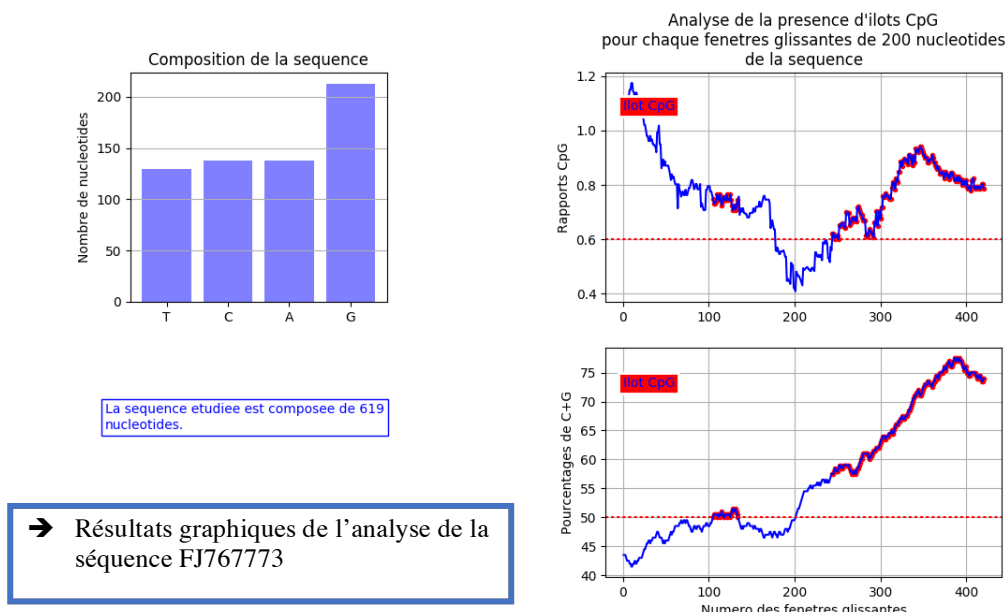 Composition de la sequence
Nombre de nucleotides
200
150
100
50
0
T C A G
La sequence etudiee est composee de 619
nucleotides.
➔ Résultats graphiques de l’analyse de la
séquence FJ767773
Analyse de la presence d'ilots CpG
pour chaque fenetres glissantes de 200 nucleotides
de la sequence
Rapports CpG
1.2
1.0
0.8
0.6
0.4
Ilot CpG
0 100 200 300 400
Pourcentages de C+G
75
70
65
60
55
50
45
40
Ilot CpG
0 100 200 300 400
Numero des fenetres glissantes